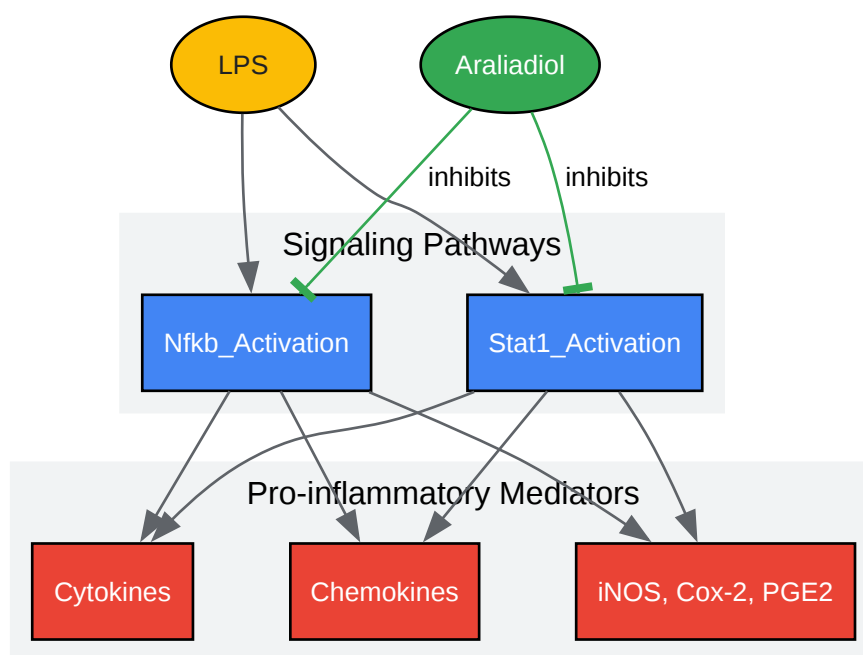 LPS
Araliadiol
inhibits
inhibits
Signaling Pathways
Nfkb_Activation
Stat1_Activation
Pro-inflammatory Mediators
Cytokines
Chemokines
iNOS, Cox-2, PGE2